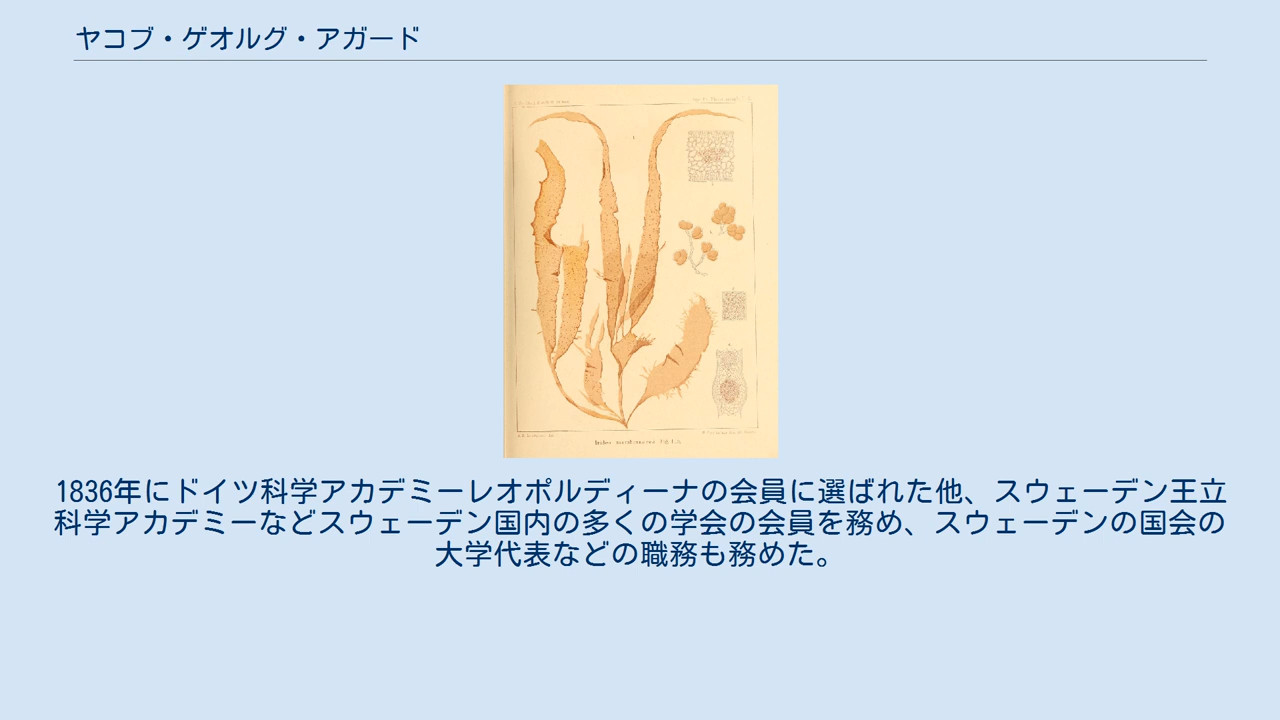 ヤコブ・ゲオルグ・アガード
1836年にドイツ科学アカデミーレオポルディーナの会員に選ばれた他、スウェーデン王立
科学アカデミーなどスウェーデン国内の多くの学会の会員を務め、スウェーデンの国会の
大学代表などの職務も務めた。